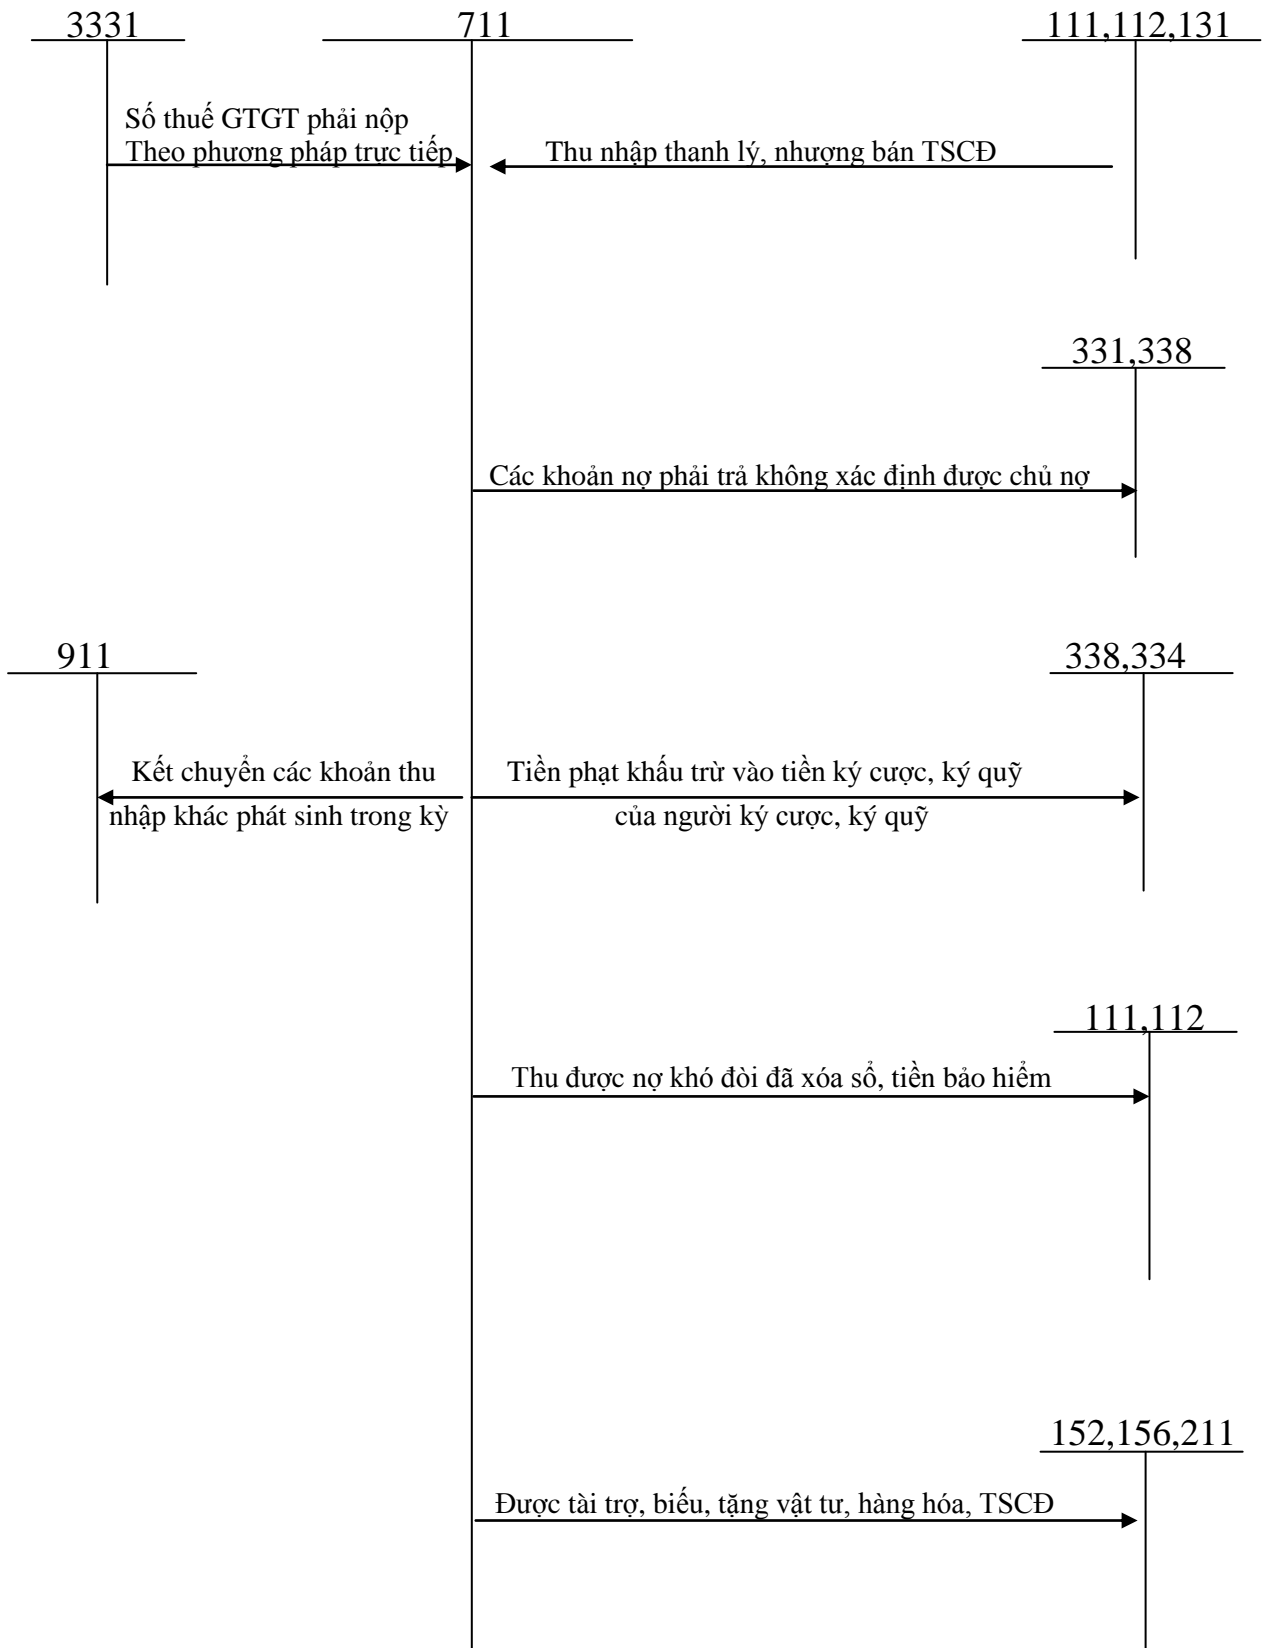 3331
711
111,112,131
Số thuế GTGT phải nộp
Theo phương pháp trực tiếp
Thu nhập thanh lý, nhượng bán TSCĐ
331,338
Các khoản nợ phải trả không xác định được chủ nợ
911
338,334
Kết chuyển các khoản thu
nhập khác phát sinh trong kỳ
Tiền phạt khấu trừ vào tiền ký cược, ký quỹ
của người ký cược, ký quỹ
111,112
Thu được nợ khó đòi đã xóa sổ, tiền bảo hiểm
152,156,211
Được tài trợ, biếu, tặng vật tư, hàng hóa, TSCĐ